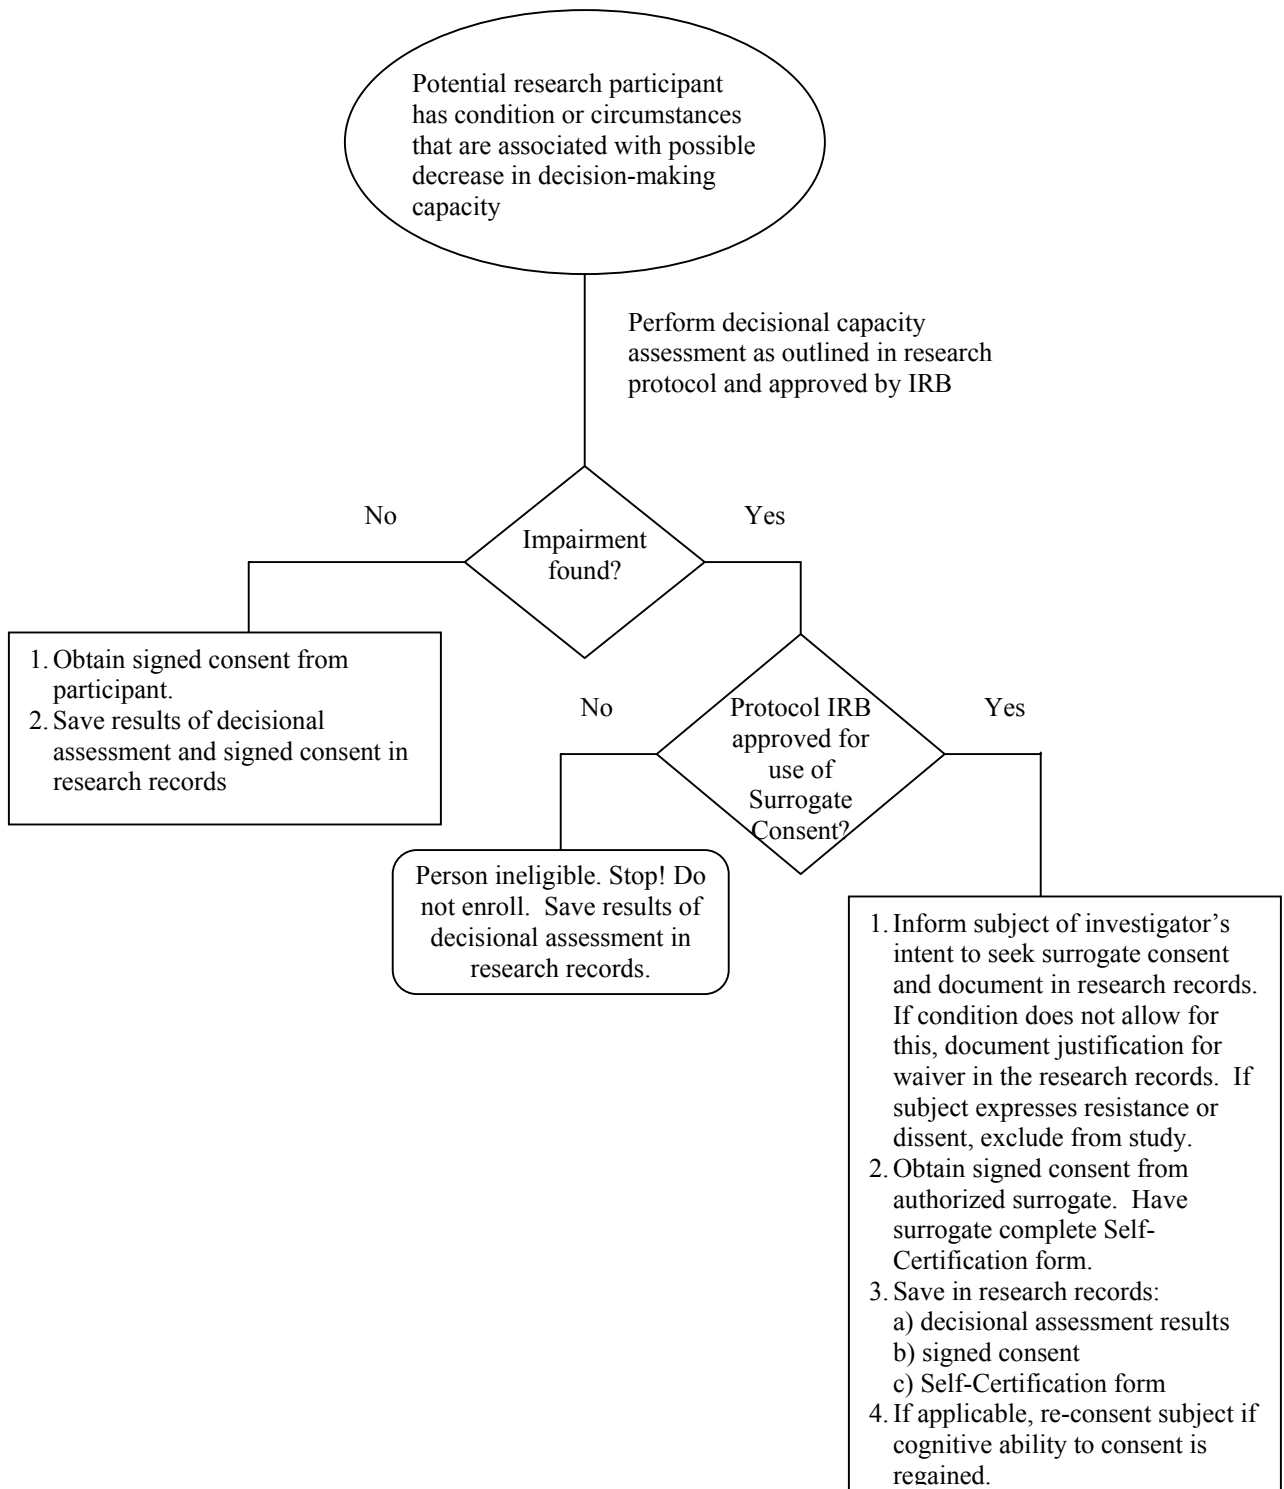 Potential research participant
has condition or circumstances
that are associated with possible
decrease in decision-making
capacity
Perform decisional capacity
assessment as outlined in research
protocol and approved by IRB
No
Yes
Impairment
found?
1. Obtain signed consent from
participant.
2. Save results of decisional
assessment and signed consent in
research records
No
Yes
Protocol IRB
approved for
use of
Surrogate
Consent?
Person ineligible. Stop! Do
not enroll.  Save results of
decisional assessment in
research records.
1. Inform subject of investigator’s
intent to seek surrogate consent
and document in research records.
If condition does not allow for
this, document justification for
waiver in the research records.  If
subject expresses resistance or
dissent, exclude from study.
2. Obtain signed consent from
authorized surrogate.  Have
surrogate complete Self-
Certification form.
3. Save in research records:
a) decisional assessment results
b) signed consent
c) Self-Certification form
4. If applicable, re-consent subject if
cognitive ability to consent is
regained.